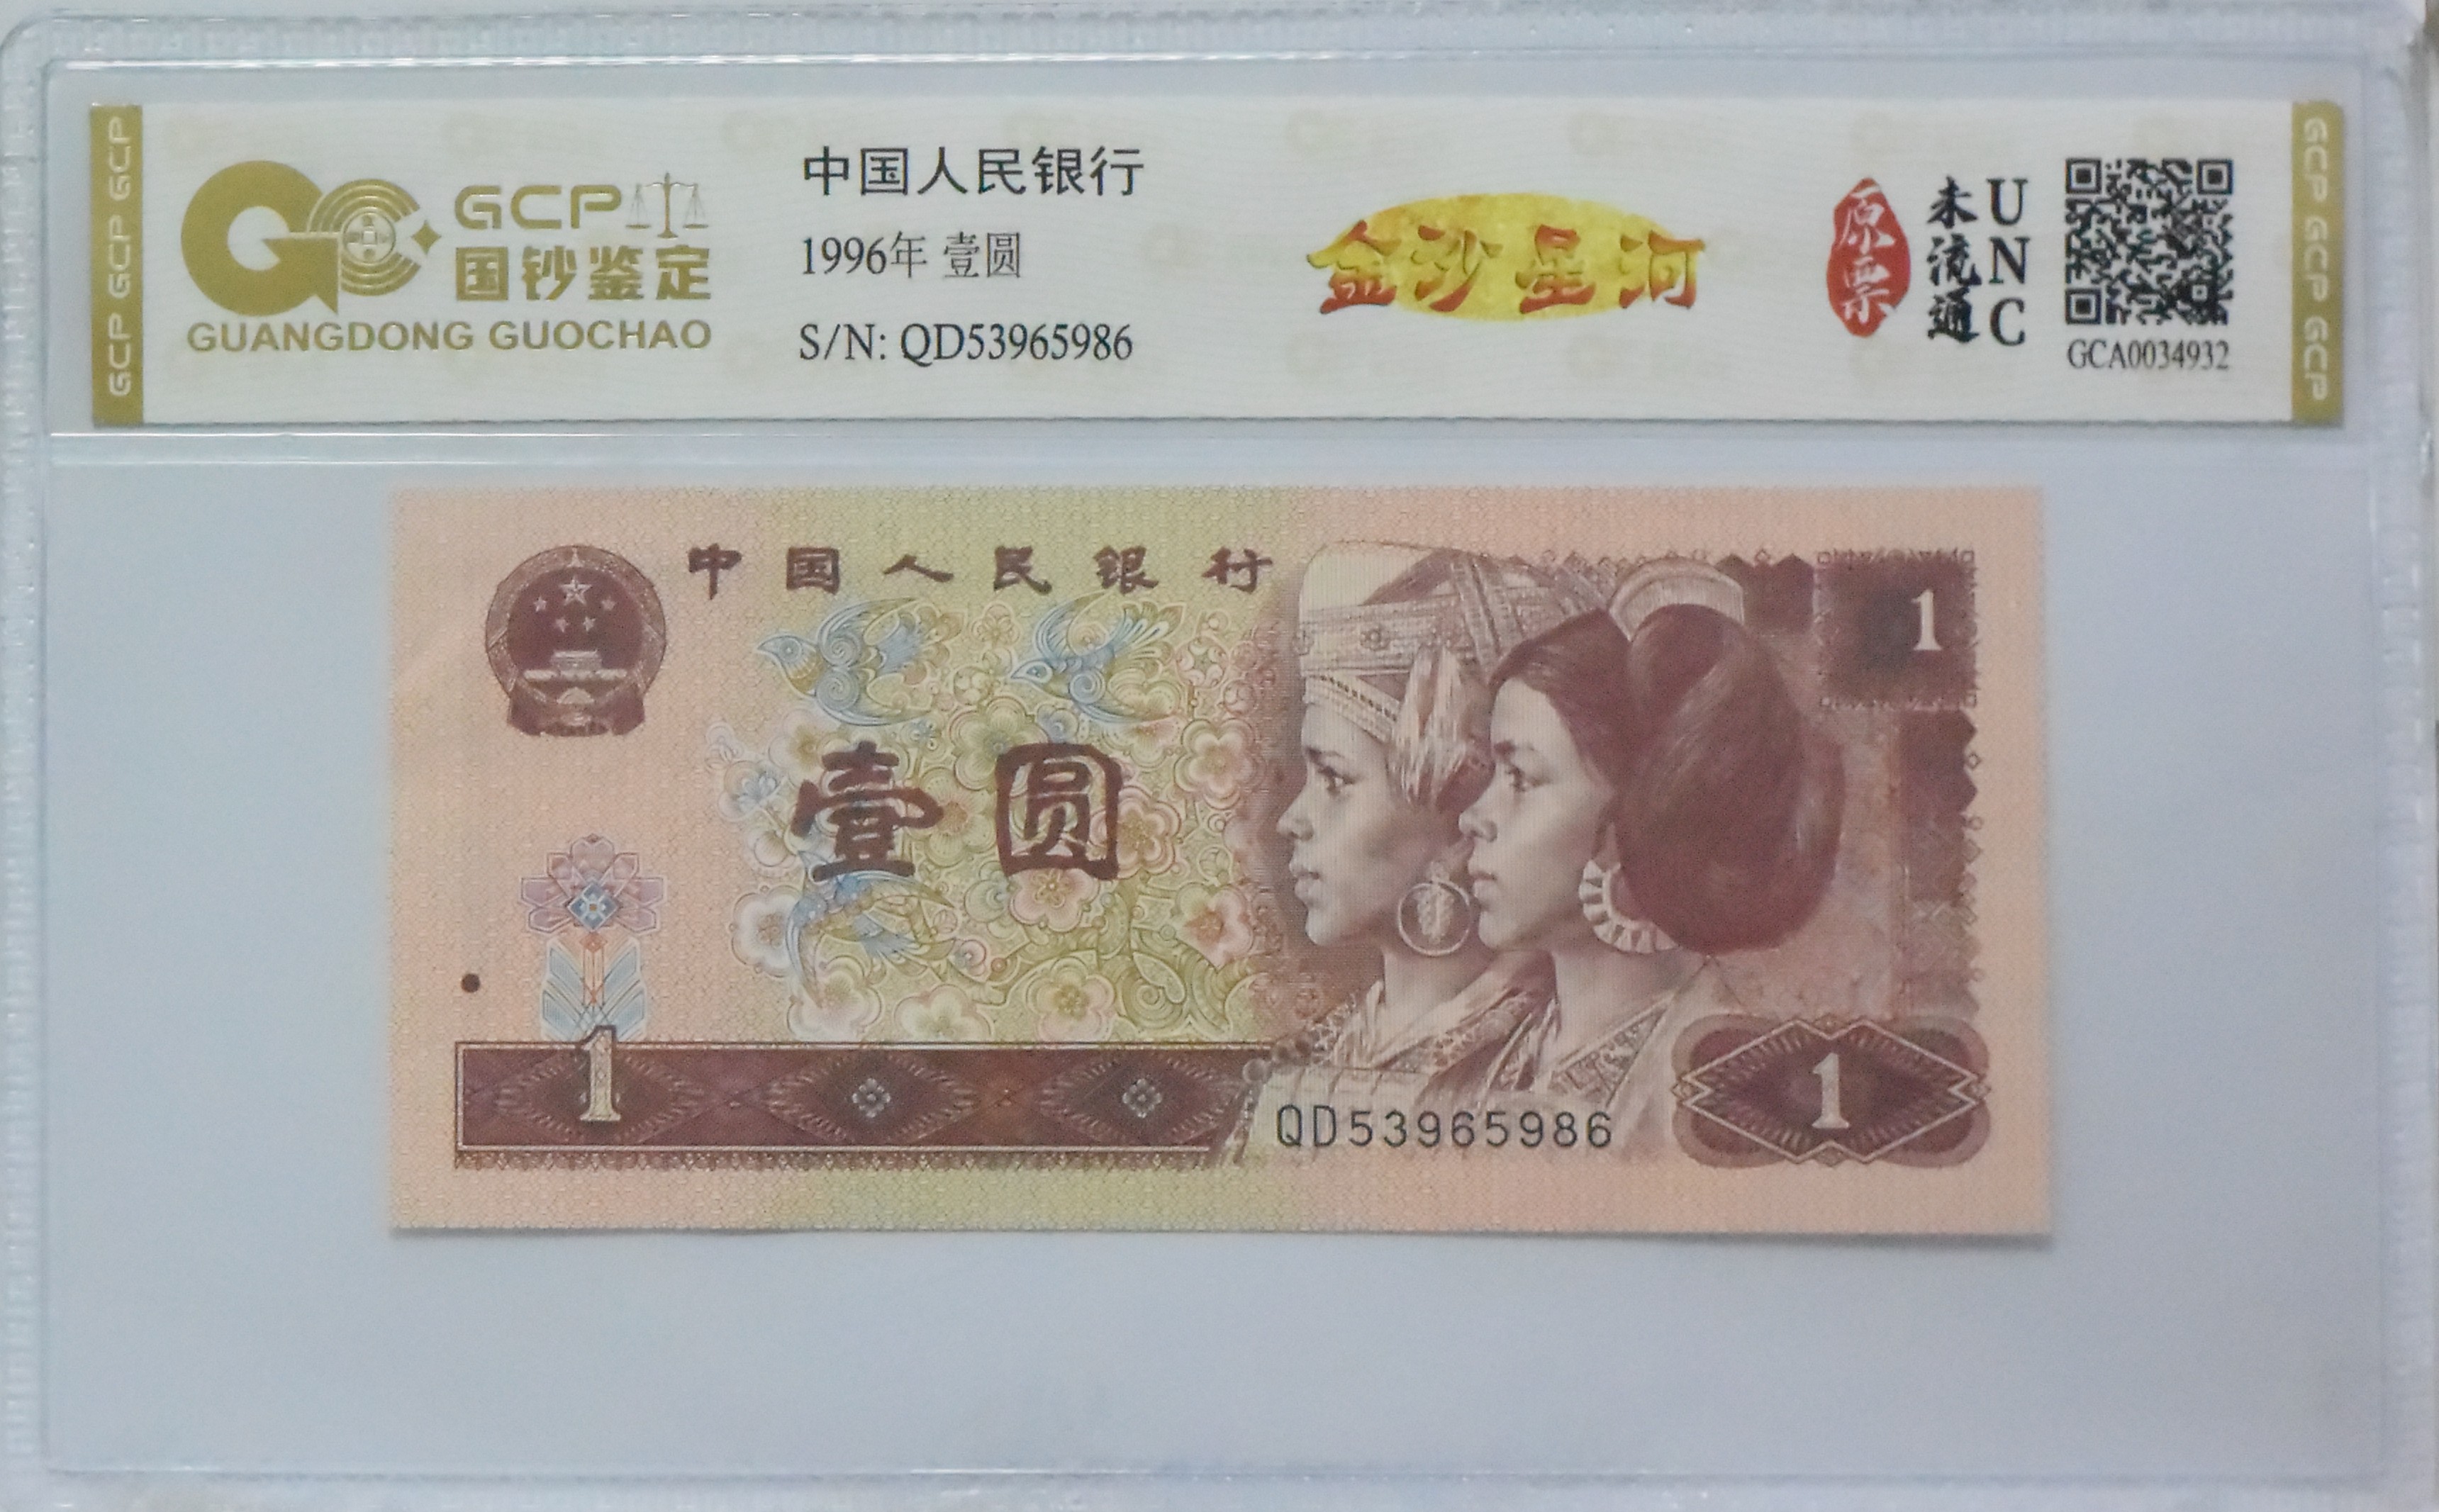 GCP GCP GCP
GCP
国钞鉴定
GUANGDONG GUOCHAO
中国人民银行
1996年 壹圆
S/N: QD53965986
金沙星河
原票
未流通
UNC
GCA0034932
GCP GCP GCP
中国人民银行
1
壹圆
1
QD53965986
1